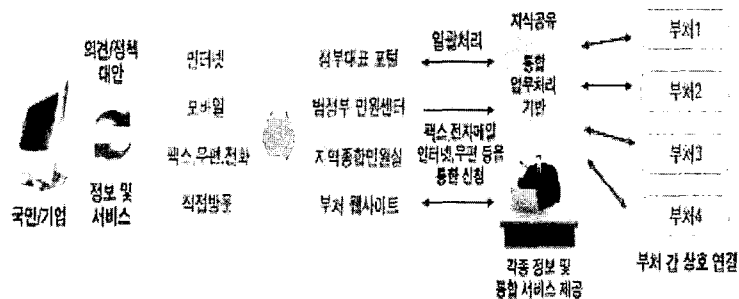 의견/정책
대안
정보 및
서비스
국민/기업
인터넷
모바일
팩스,우편,전화
직접방문
정부대표 포털
범정부 민원센터
지역종합민원실
부처 웹사이트
일괄처리
팩스,전자메일
인터넷,우편 등을
통한 신청
지식공유
통합
업무처리
기반
각종 정보 및
통합 서비스 제공
부처1
부처2
부처3
부처4
부처 간 상호 연결